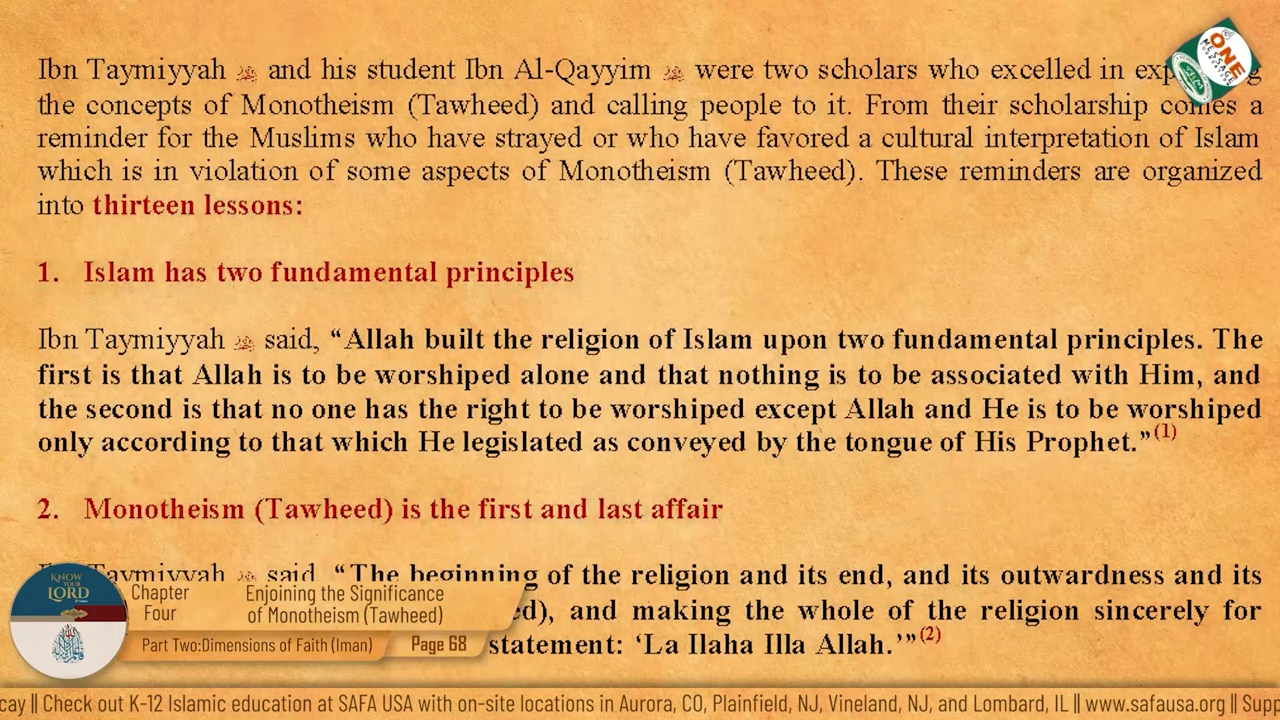 Ibn Taymiyyah and his student Ibn Al-Qayyim were two scholars who excelled in
the concepts of Monotheism (Tawheed) and calling people to it. From their scholarship comes a
reminder for the Muslims who have strayed or who have favored a cultural interpretation of Islam
which is in violation of some aspects of Monotheism (Tawheed). These reminders are organized
into thirteen lessons:
1. Islam has two fundamental principles
Ibn Taymiyyah said, “Allah built the religion of Islam upon two fundamental principles. The
first is that Allah is to be worshiped alone and that nothing is to be associated with Him, and
the second is that no one has the right to be worshiped except Allah and He is to be worshiped
only according to that which He legislated as conveyed by the tongue of His Prophet.”(1)
2. Monotheism (Tawheed) is the first and last affair
Taymiyyah said, “The beginning of the religion and its end, and its outwardness and its
and making the whole of the religion sincerely for
statement: ‘La Ilaha Illa Allah.’”(2)
ONE
MESSAGE
KNOW
YOUR
LORD
Chapter
Four
Enjoining the Significance
of Monotheism (Tawheed)
Part Two:Dimensions of Faith (Iman)
Page 68
|| Check out K-12 Islamic education at SAFA USA with on-site locations in Aurora, CO, Plainfield, NJ, Vineland, NJ, and Lombard, IL || www.safausa.org ||